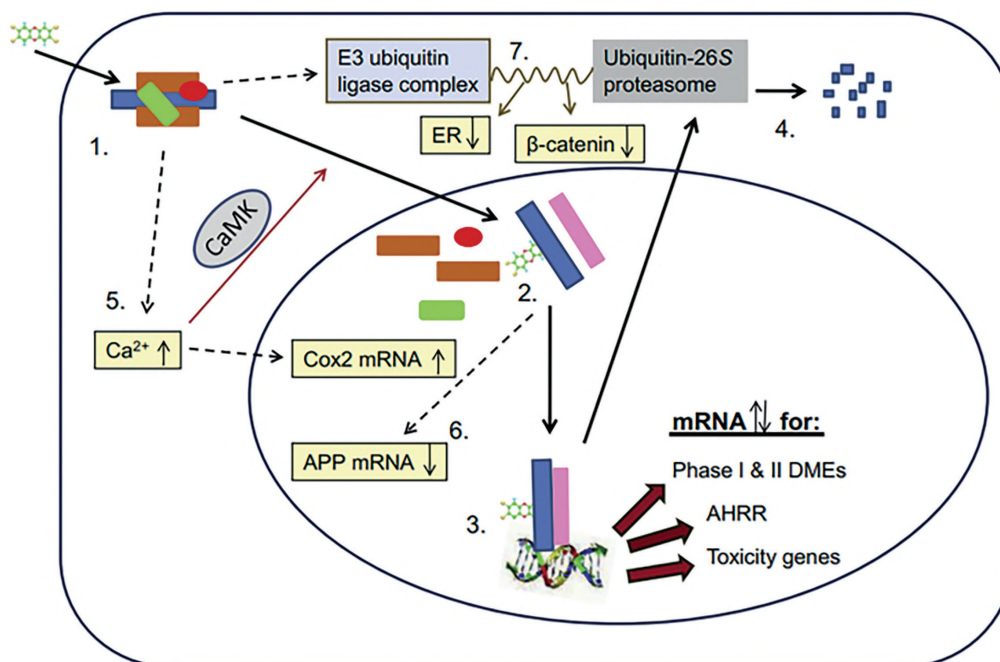 E3 ubiquitin
ligase complex
7.
Ubiquitin-26S
proteasome
1.
ER ↓
β-catenin ↓
4.
CaMK
2.
5.
Ca²⁺ ↑
Cox2 mRNA ↑
6.
APP mRNA ↓
mRNA ↑↓ for:
Phase I & II DMEs
3.
AHRR
Toxicity genes